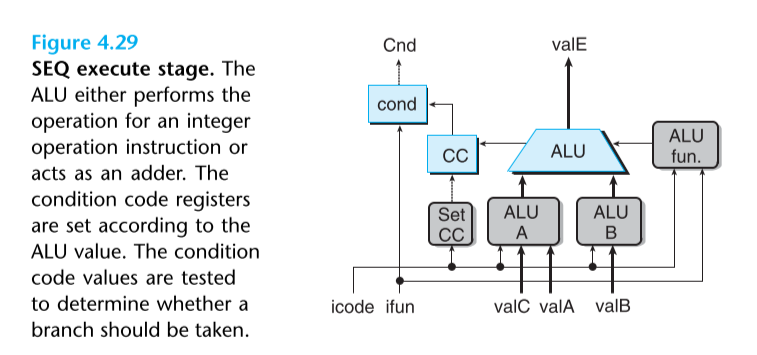 Figure 4.29
SEQ execute stage. The
ALU either performs the
operation for an integer
operation instruction or
acts as an adder. The
condition code registers
are set according to the
ALU value. The condition
code values are tested
to determine whether a
branch should be taken.
Cnd
valE
cond
CC
ALU
ALU
fun.
Set
CC
ALU
A
ALU
B
icode ifun
valC valA valB